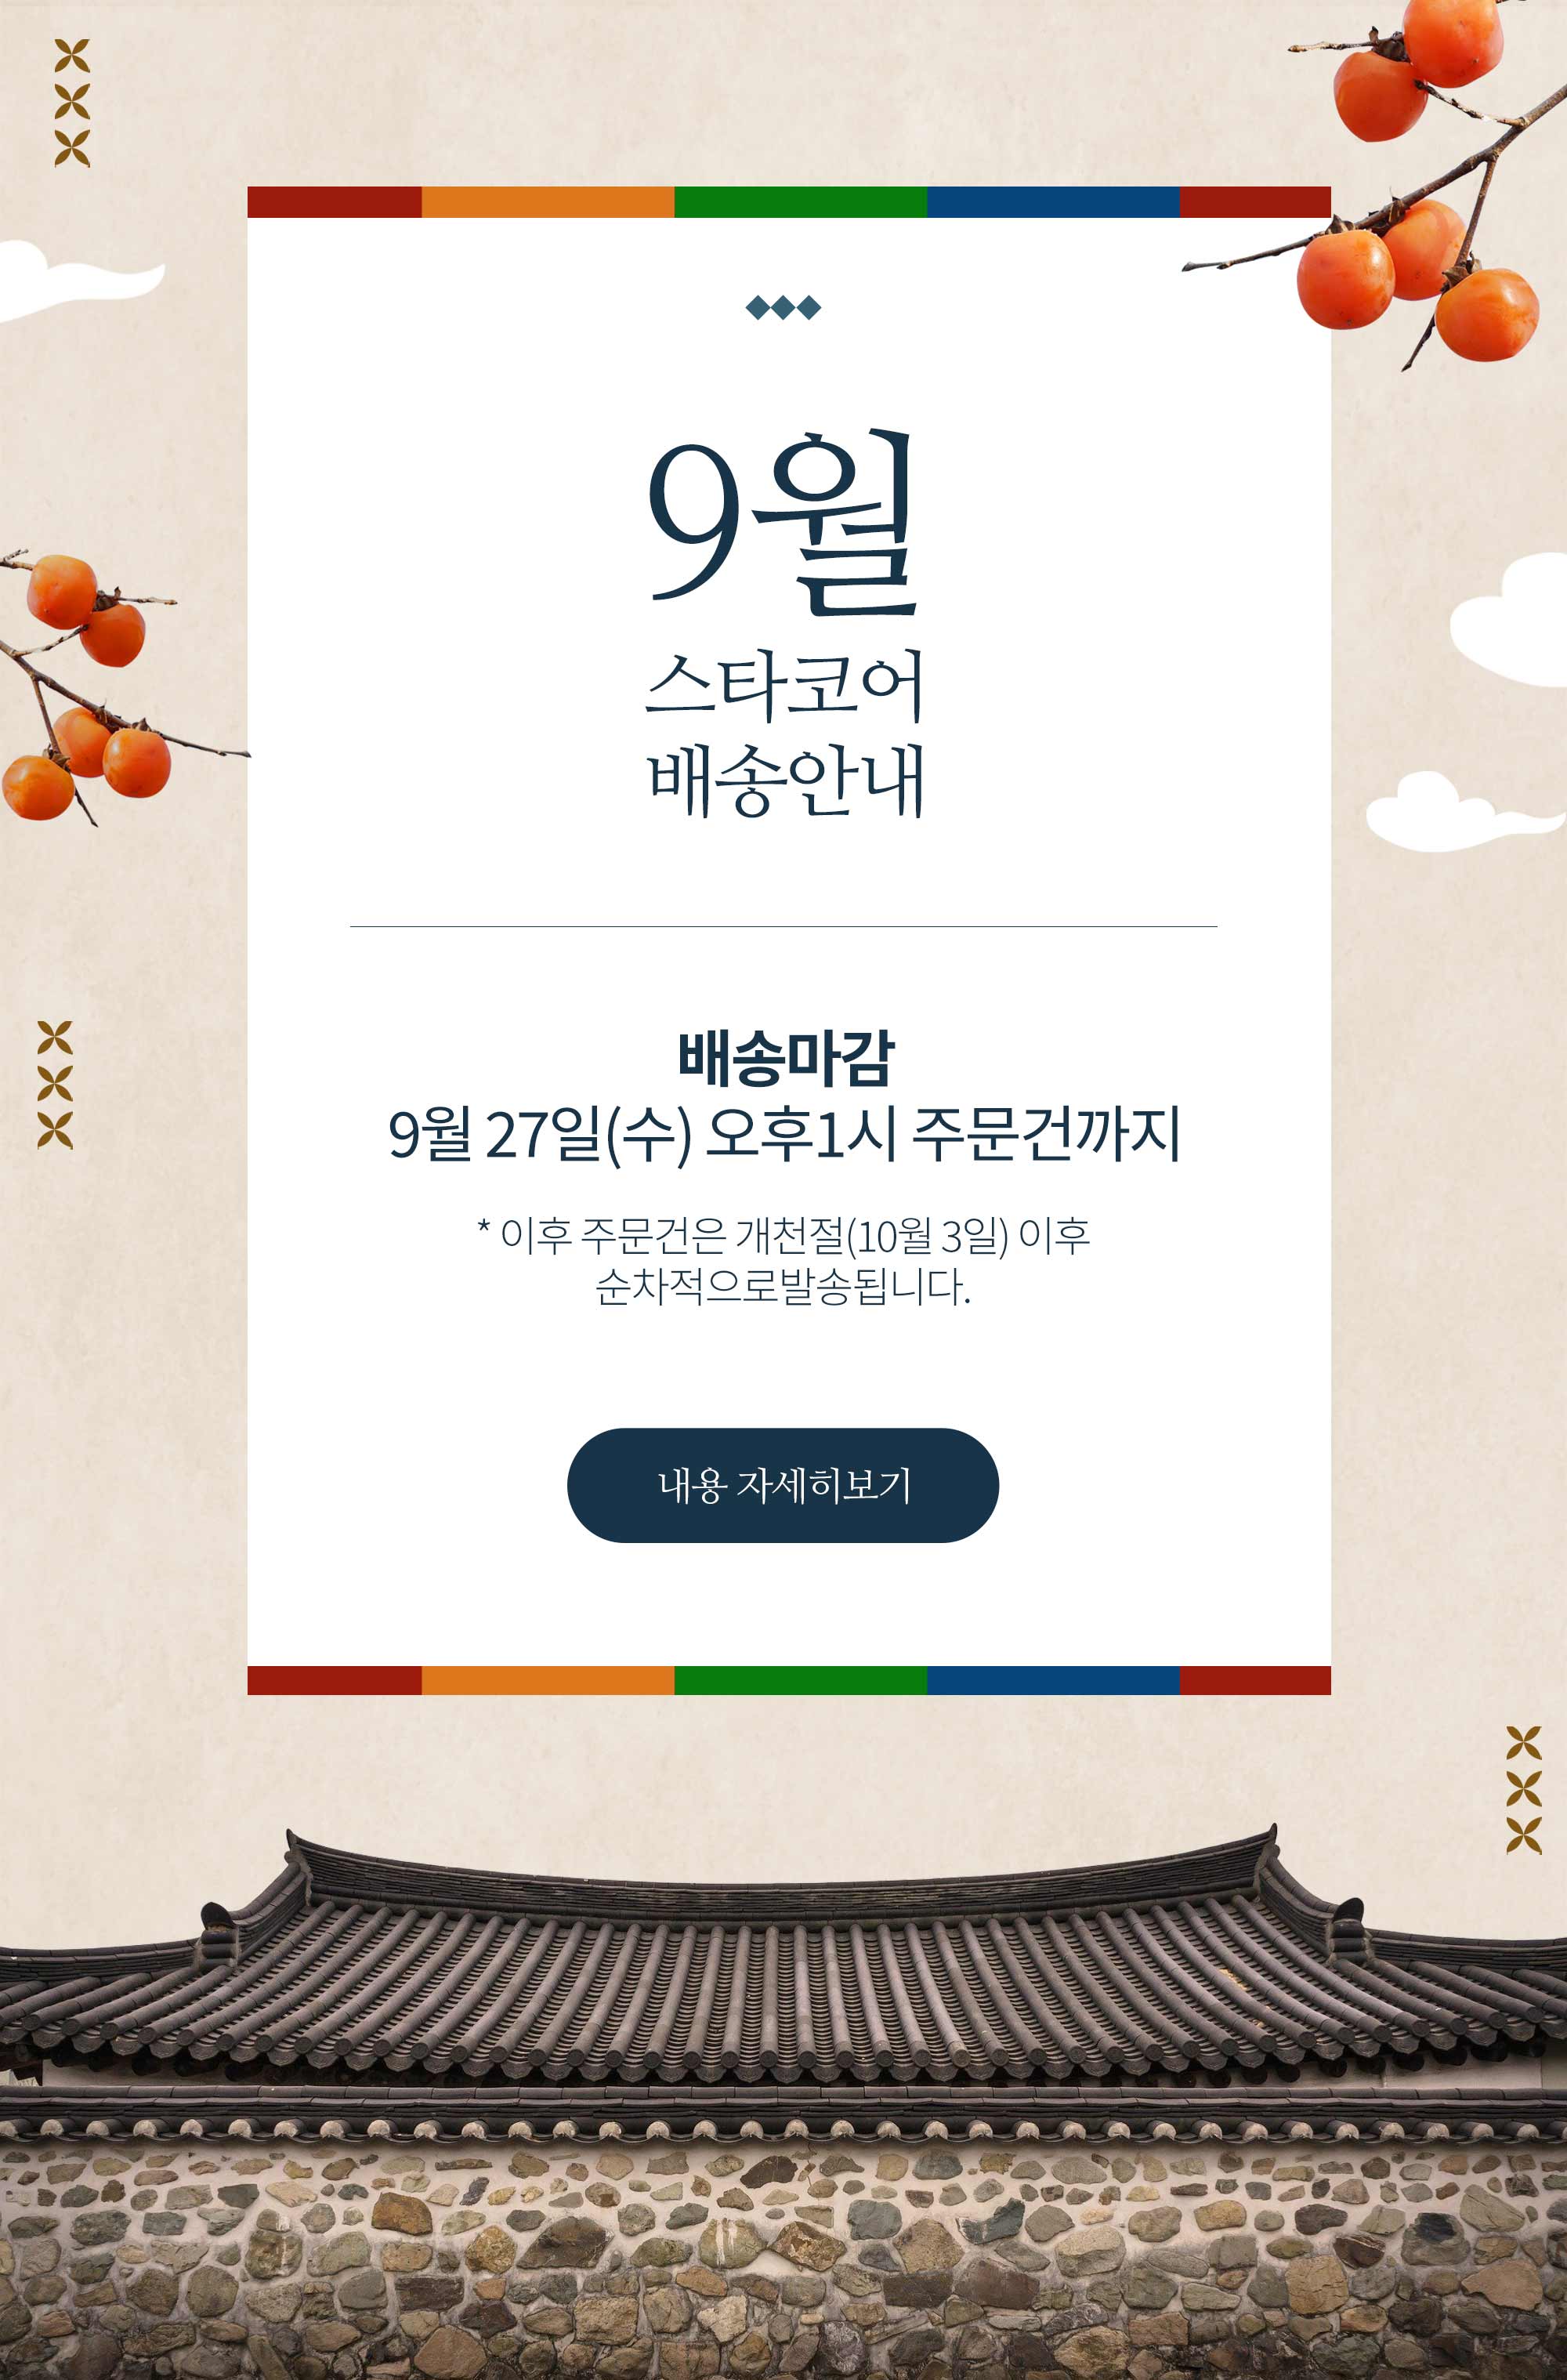 9월
스타코어
배송안내
배송마감
9월 27일(수) 오후1시 주문건까지
* 이후 주문건은 개천절(10월 3일) 이후
순차적으로발송됩니다.
내용 자세히보기